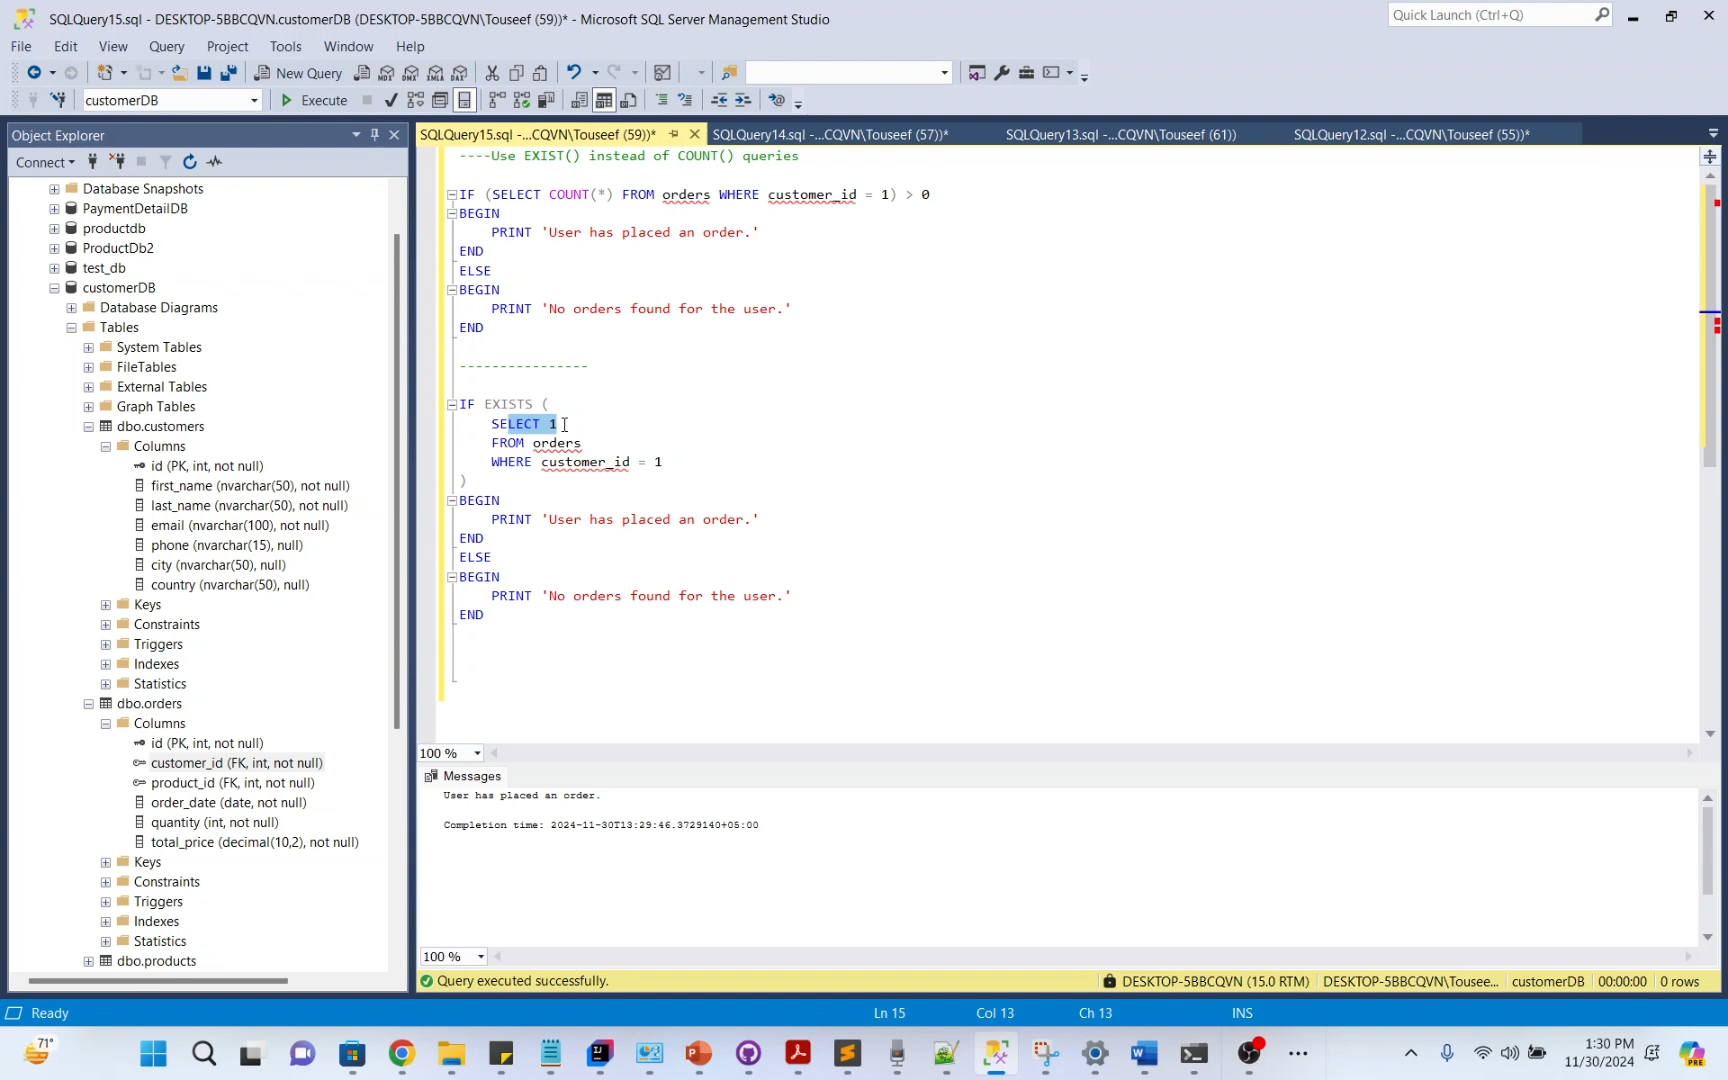 SQLQuery15.sql - DESKTOP-5BBCQVN.customerDB (DESKTOP-5BBCQVN\Touseef (59))* - Microsoft SQL Server Management Studio
Quick Launch (Ctrl+Q)
File Edit View Query Project Tools Window Help
New Query
customerDB Execute
Object Explorer
SQLQuery15.sql -...CQVN\Touseef (59))* SQLQuery14.sql -...CQVN\Touseef (57))* SQLQuery13.sql -...CQVN\Touseef (61)) SQLQuery12.sql -...CQVN\Touseef (55))*
Connect
Database Snapshots
PaymentDetailDB
productdb
ProductDb2
test_db
customerDB
Database Diagrams
Tables
System Tables
FileTables
External Tables
Graph Tables
dbo.customers
Columns
id (PK, int, not null)
first_name (nvarchar(50), not null)
last_name (nvarchar(50), not null)
email (nvarchar(100), not null)
phone (nvarchar(15), null)
city (nvarchar(50), null)
country (nvarchar(50), null)
Keys
Constraints
Triggers
Indexes
Statistics
dbo.orders
Columns
id (PK, int, not null)
customer_id (FK, int, not null)
product_id (FK, int, not null)
order_date (date, not null)
quantity (int, not null)
total_price (decimal(10,2), not null)
Keys
Constraints
Triggers
Indexes
Statistics
dbo.products
----Use EXIST() instead of COUNT() queries
IF (SELECT COUNT(*) FROM orders WHERE customer_id = 1) > 0
BEGIN
PRINT 'User has placed an order.'
END
ELSE
BEGIN
PRINT 'No orders found for the user.'
END
----------------
IF EXISTS (
SELECT 1
FROM orders
WHERE customer_id = 1
)
BEGIN
PRINT 'User has placed an order.'
END
ELSE
BEGIN
PRINT 'No orders found for the user.'
END
100 %
Messages
User has placed an order.
Completion time: 2024-11-30T13:29:46.3729140+05:00
100 %
Query executed successfully. DESKTOP-5BBCQVN (15.0 RTM) DESKTOP-5BBCQVN\Tousee... customerDB 00:00:00 0 rows
Ready Ln 15 Col 13 Ch 13 INS
71°
1:30 PM
11/30/2024
PRE